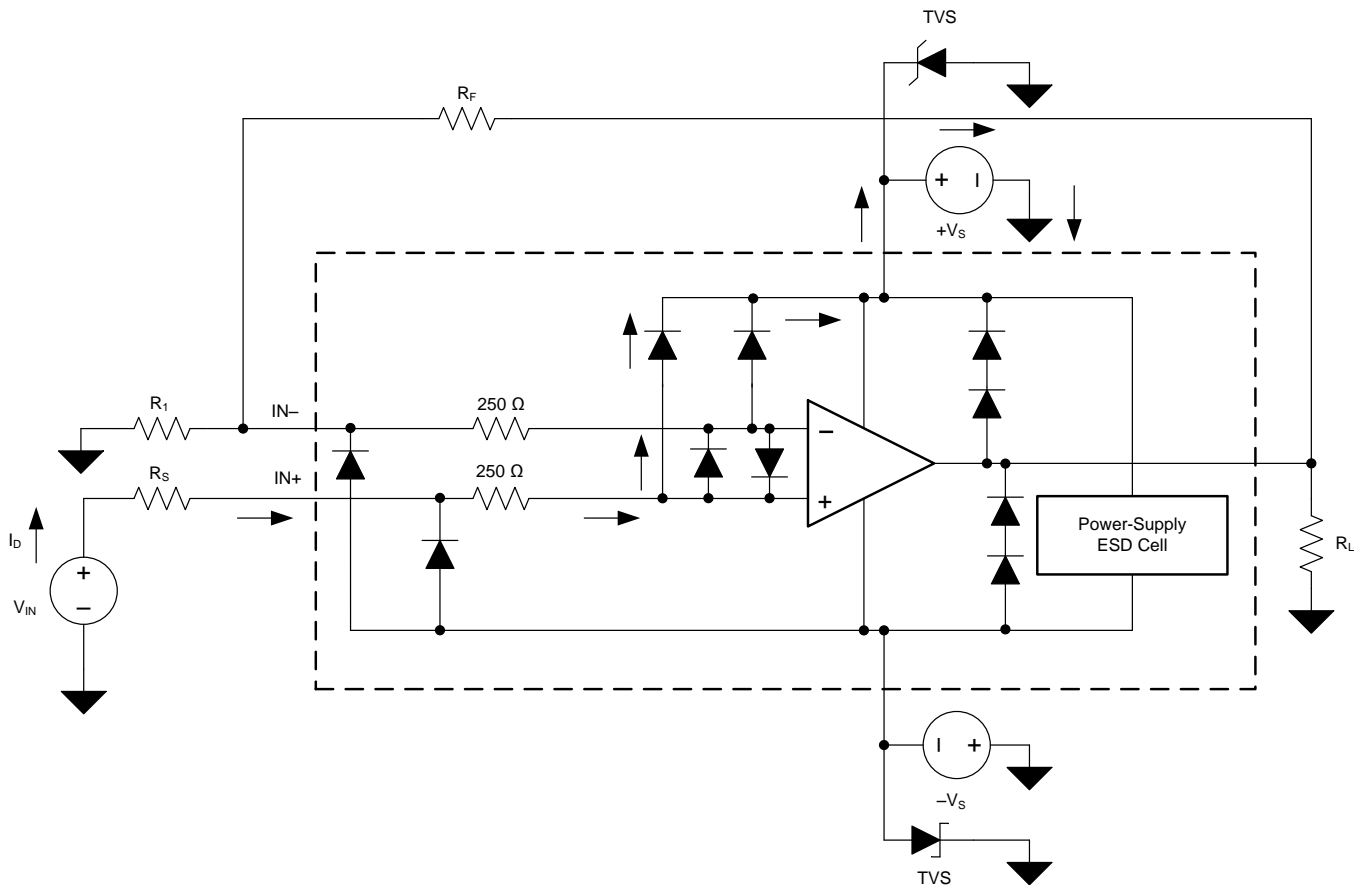 TVS
RF
+ –
+VS
R1
IN–
250 Ω
RS
IN+
250 Ω
–
+
Power-Supply
ESD Cell
RL
ID
+
–
VIN
– +
–VS
TVS